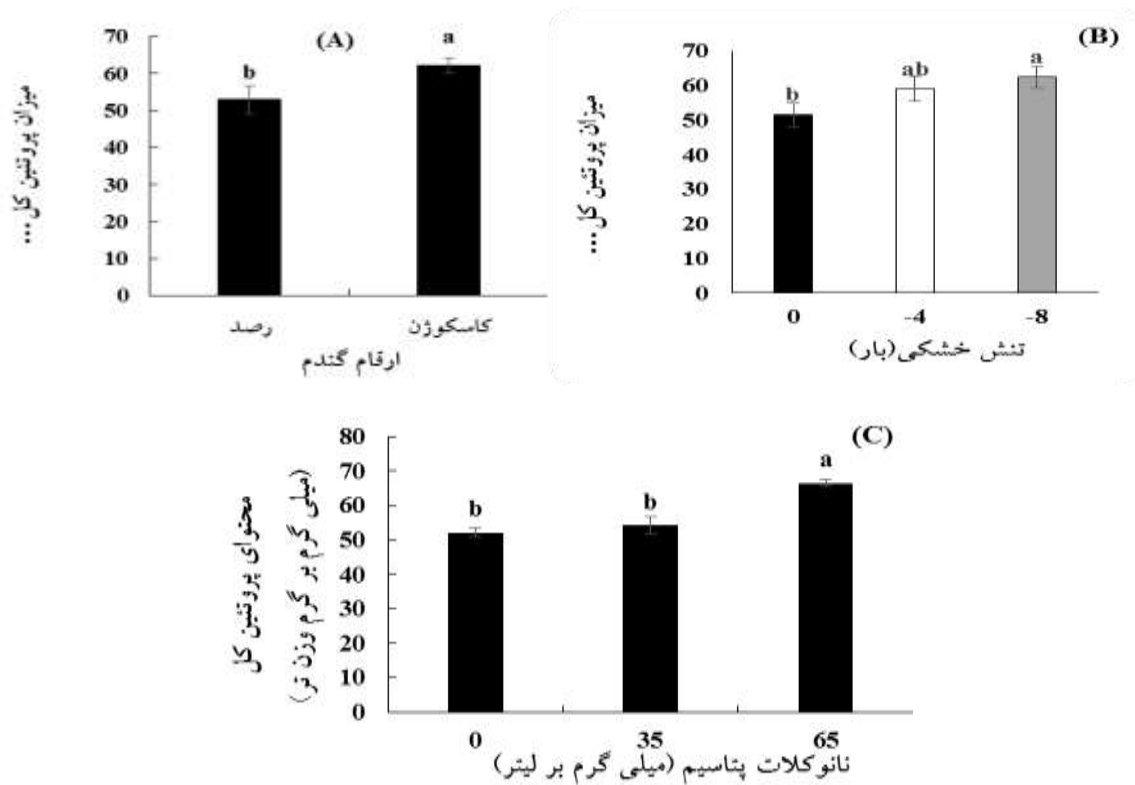 (A)
میزان پروتئین کل...
70
60
50
40
30
20
10
0
b
a
رصد
کاسکوژن
ارقام گندم
(B)
میزان پروتئین کل...
70
60
50
40
30
20
10
0
b
ab
a
0
-4
-8
تنش خشکی(بار)
(C)
محتوای پروتئین کل
(میلی گرم بر گرم وزن تر)
80
70
60
50
40
30
20
10
0
b
b
a
0
35
65
نانوکلات پتاسیم (میلی گرم بر لیتر)